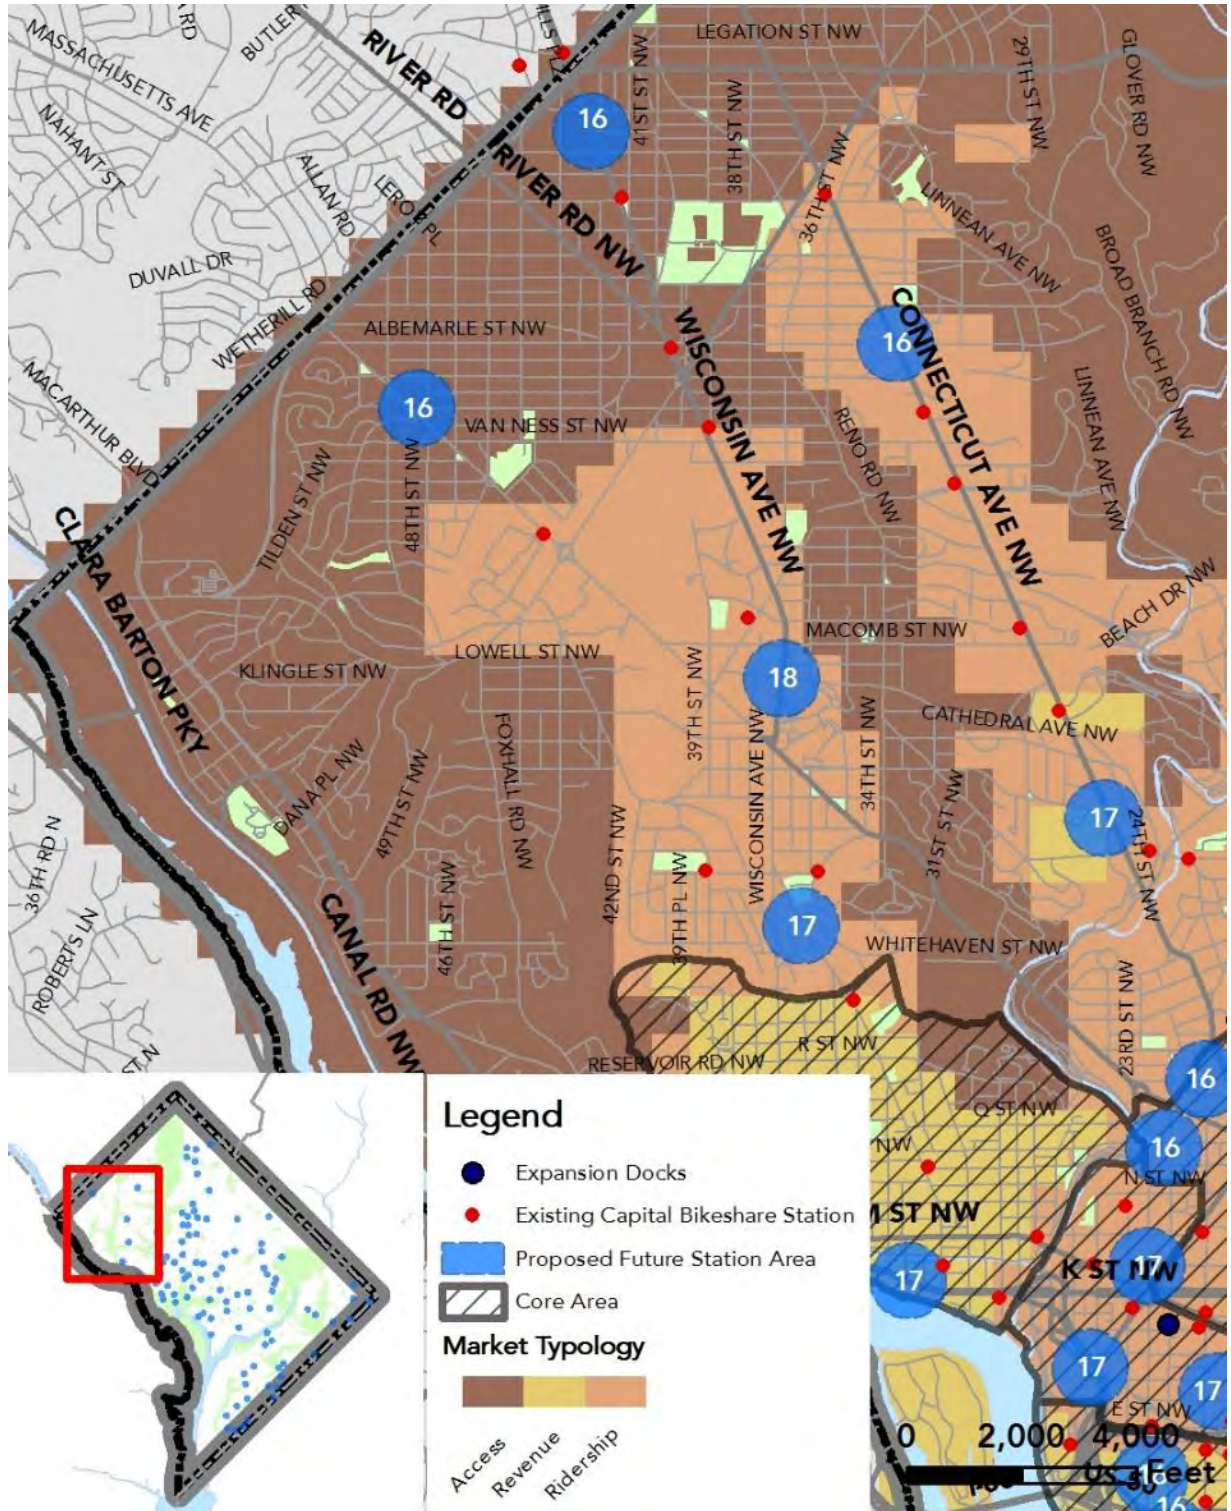 MASSACHUSETTS AVE
RD
BUTLER
RIVER RD
LEGATION ST NW
41ST ST NW
29TH ST NW
GLOVER RD NW
16
38TH ST NW
NAHANT ST
ALLAN RD
LEROY PL
RIVER RD NW
36TH ST NW
LINNEAN AVE NW
BROAD BRANCH RD NW
DUVALL DR
WETHERILL RD
ALBEMARLE ST NW
WISCONSIN AVE NW
CONNECTICUT AVE NW
16
MACARTHUR BLVD
16
VAN NESS ST NW
RENO RD NW
LINNEAN AVE NW
48TH ST NW
TILDEN ST NW
CLARA BARTON PKY
BEACH DR NW
MACOMB ST NW
LOWELL ST NW
KLINGLE ST NW
39TH ST NW
18
CATHEDRAL AVE NW
WISCONSIN AVE NW
34TH ST NW
FOXHALL RD NW
DANA PL NW
49TH ST NW
31ST ST NW
17
24TH ST NW
42ND ST NW
36TH RD N
46TH ST NW
39TH PL NW
17
WHITEHAVEN ST NW
ROBERTS LN
CANAL RD NW
23RD ST NW
ST N
RESERVOIR RD NW
R ST NW
16
Q ST NW
16
N ST NW
NW
M ST NW
17
17
K ST NW
17
17
E ST NW
16
Legend
Expansion Docks
Existing Capital Bikeshare Station
Proposed Future Station Area
Core Area
Market Typology
Access
Revenue
Ridership
0 2,000 4,000
US Feet